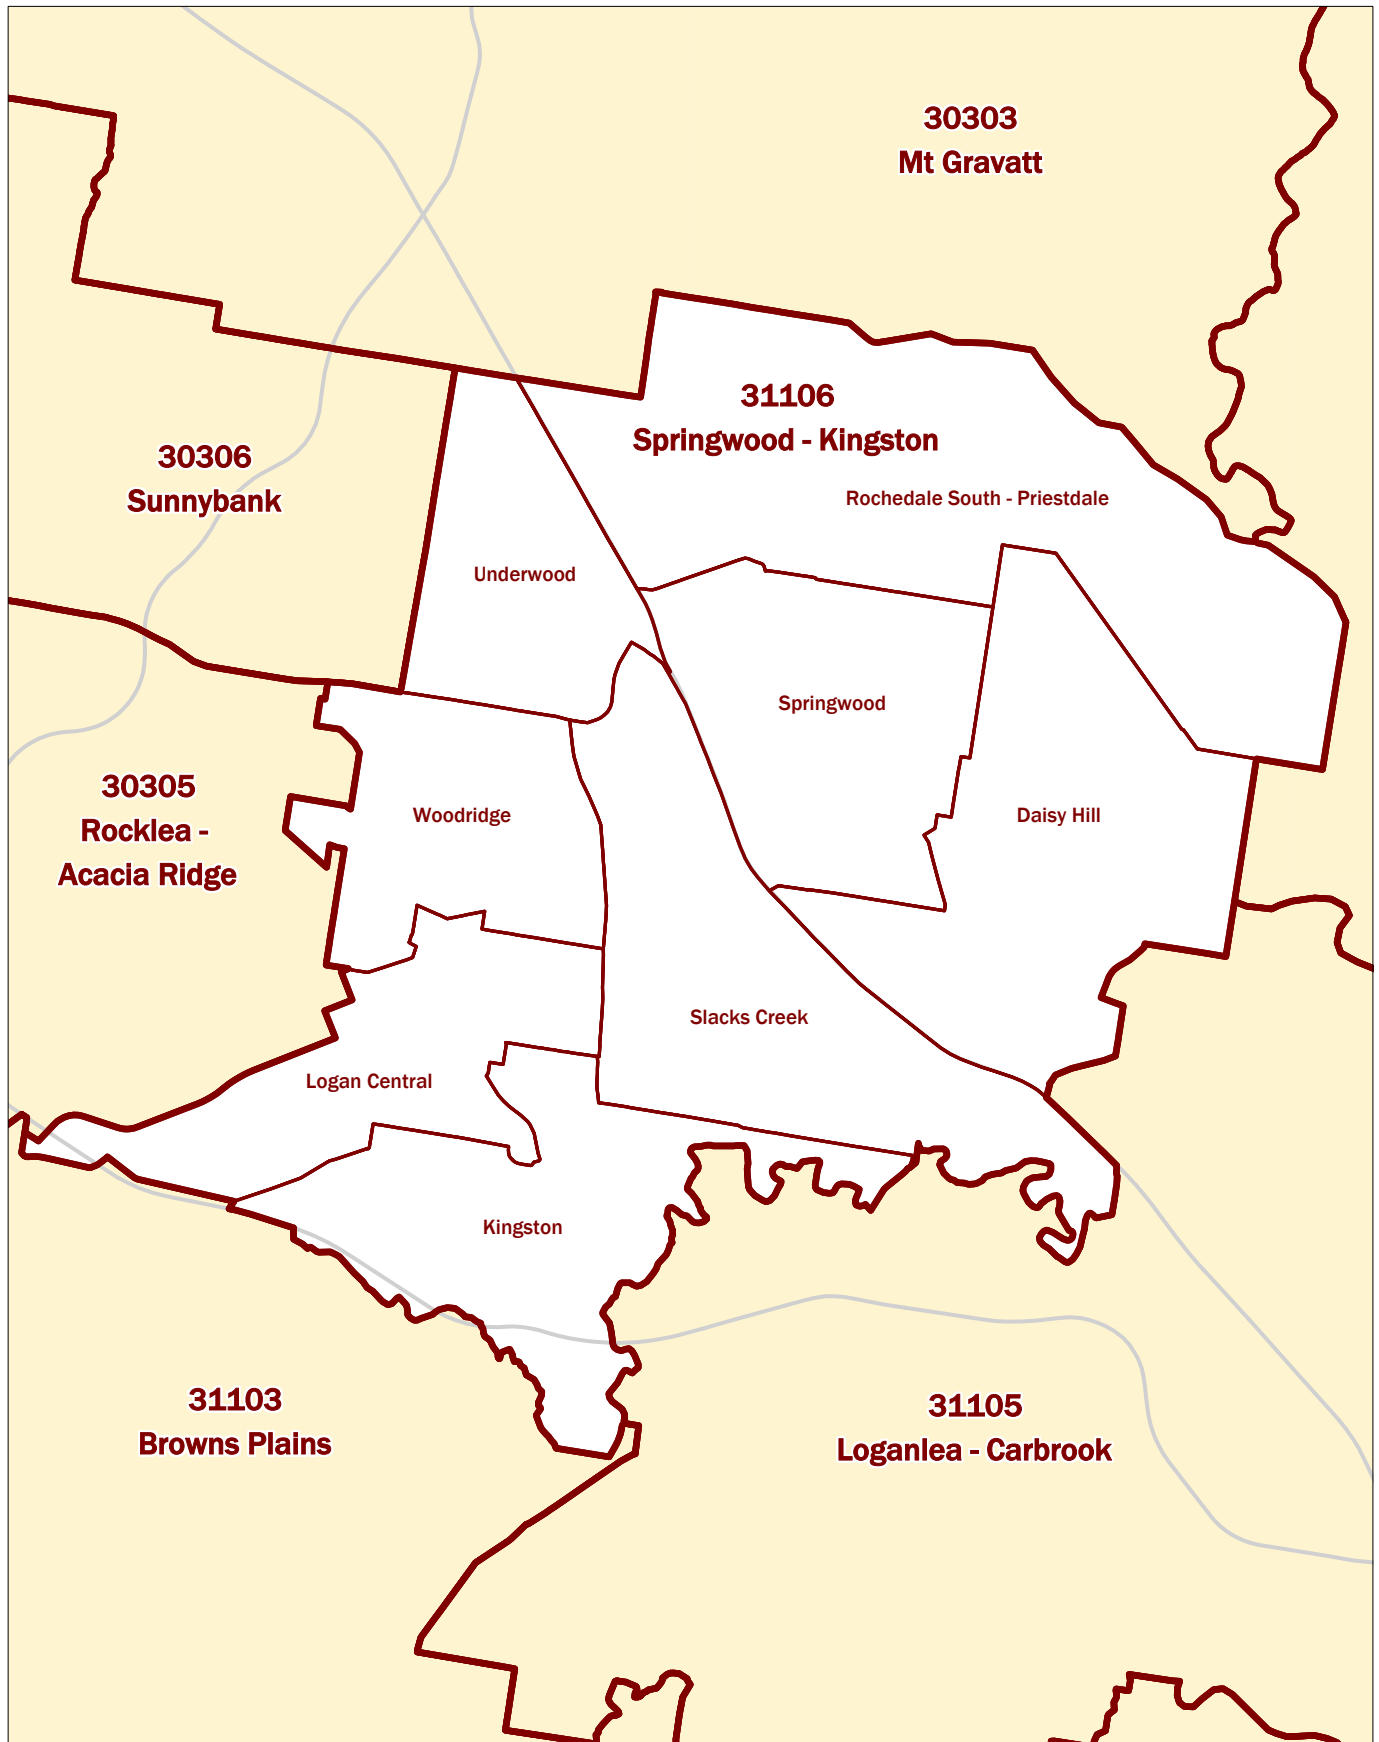 30303
Mt Gravatt
31106
Springwood - Kingston
30306
Sunnybank
Rochedale South - Priestdale
Underwood
Springwood
30305
Rocklea -
Acacia Ridge
Woodridge
Daisy Hill
Slacks Creek
Logan Central
Kingston
31103
Browns Plains
31105
Loganlea - Carbrook